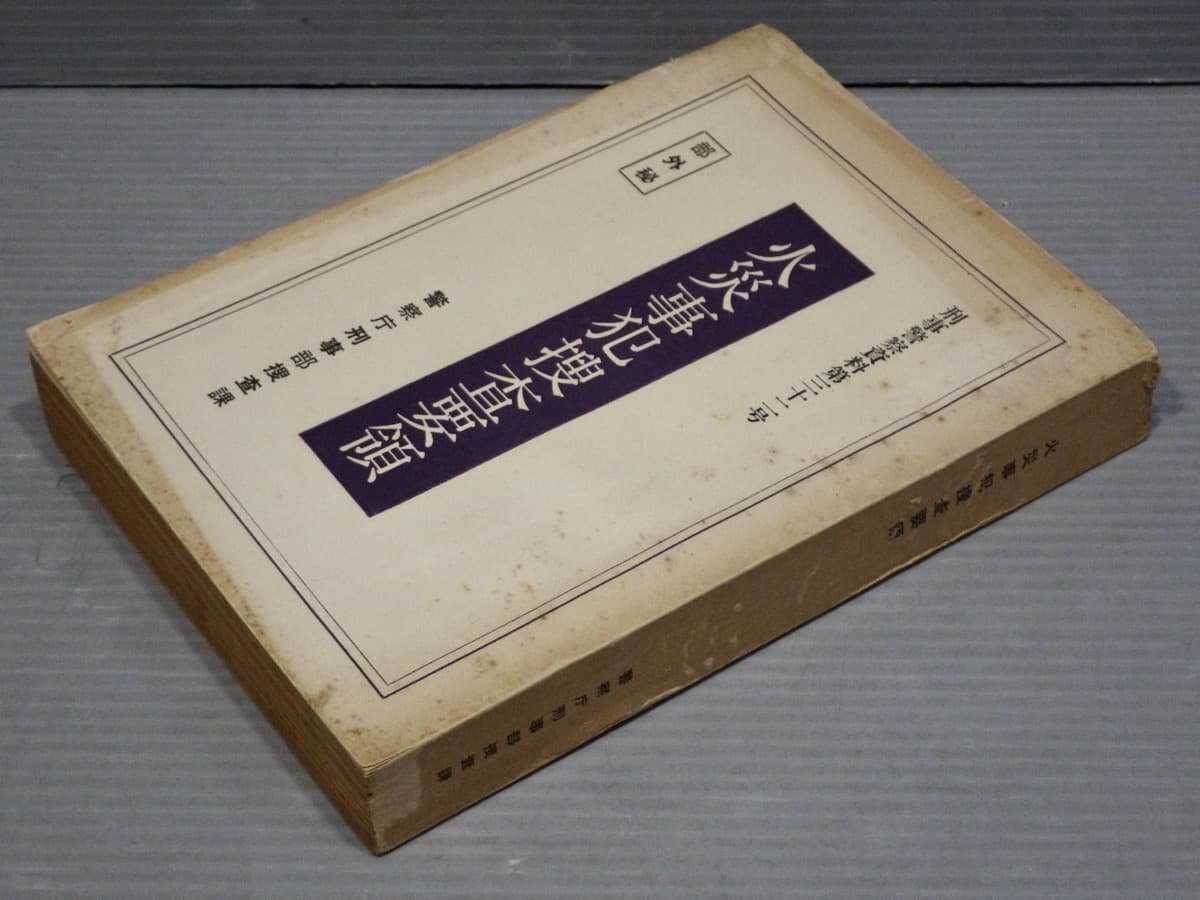 刑事警察資料第三十二号
部外秘
火災事犯捜査要領
警察庁刑事部捜査課
火災事犯捜査要領
警察庁刑事部捜査課